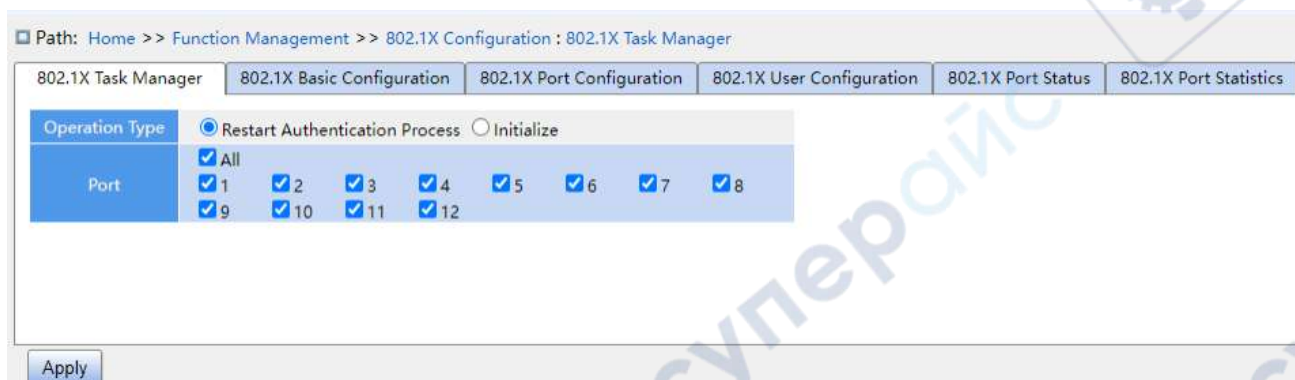 Path: Home >> Function Management >> 802.1X Configuration : 802.1X Task Manager
802.1X Task Manager 802.1X Basic Configuration 802.1X Port Configuration 802.1X User Configuration 802.1X Port Status 802.1X Port Statistics
Operation Type Restart Authentication Process Initialize
All
Port 1 2 3 4 5 6 7 8
9 10 11 12
Apply
суперайс